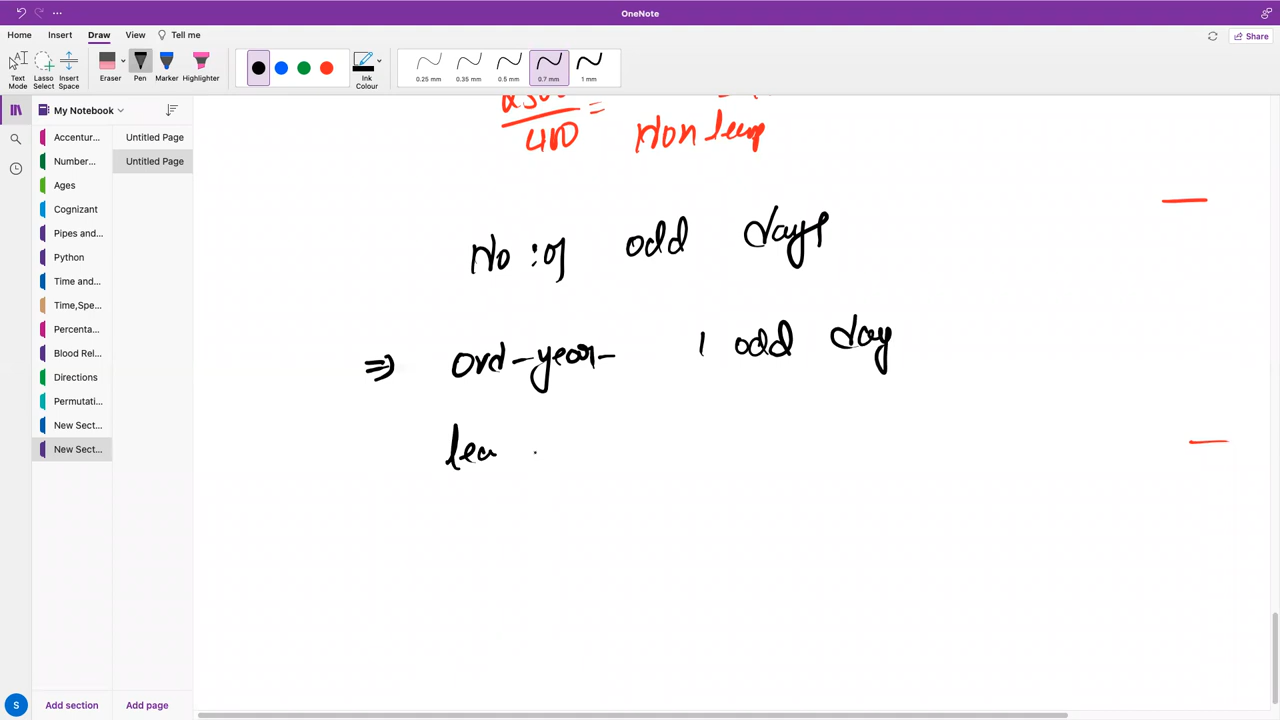 OneNote
Home Insert Draw View Tell me
Share
Text Mode
Lasso Select
Insert Space
Eraser
Pen
Marker
Highlighter
Ink Colour
0.25 mm
0.35 mm
0.5 mm
0.7 mm
1 mm
My Notebook
Accentur...
Number...
Ages
Cognizant
Pipes and...
Python
Time and...
Time,Spe...
Percenta...
Blood Rel...
Directions
Permutati...
New Sect...
New Sect...
Untitled Page
Untitled Page
400
=
Non leap
No : of odd days
⇒ ord-year- 1 odd day
lea
S
Add section
Add page